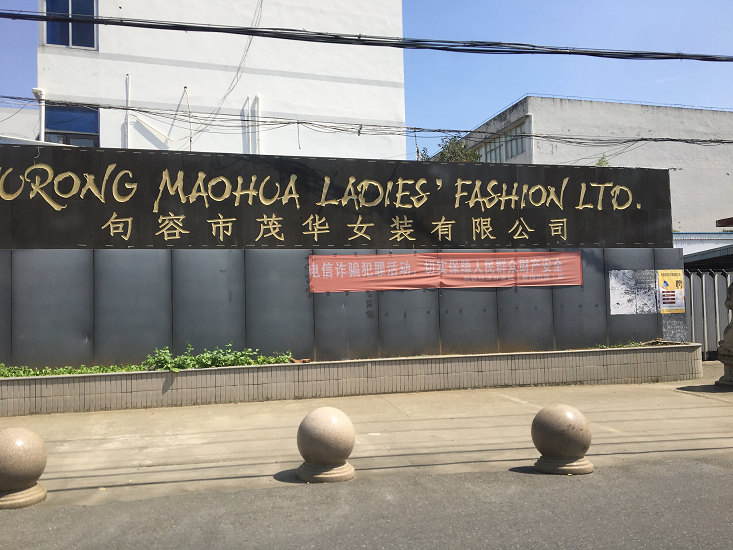 URONG MAOHUA LADIES' FASHION LTD.
句容市茂华女装有限公司
电信诈骗犯罪活动 切实保障人民群众财产安全